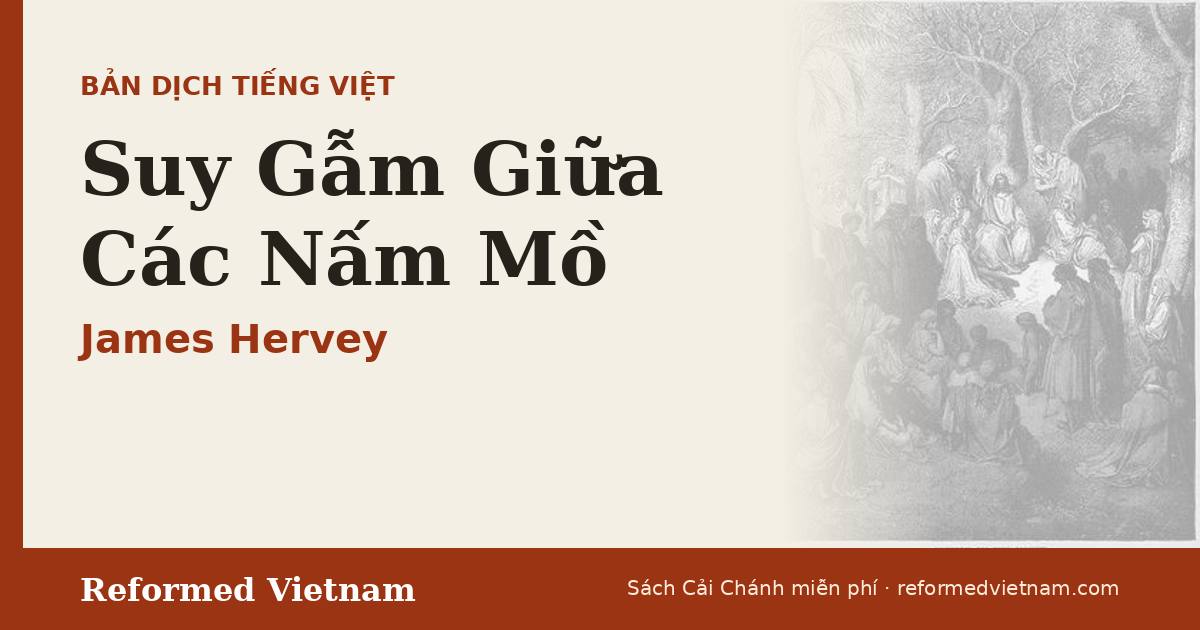 BẢN DỊCH TIẾNG VIỆT
Suy Gẫm Giữa
Các Nấm Mồ
James Hervey
Reformed Vietnam
Sách Cải Chánh miễn phí · reformedvietnam.com